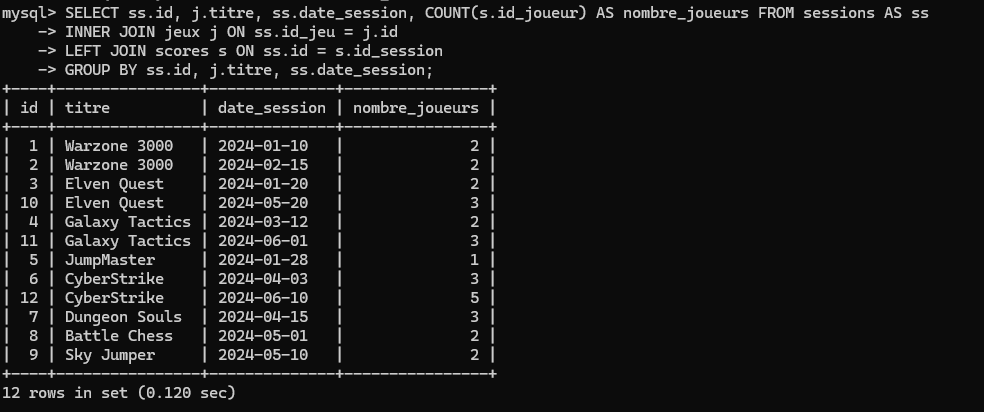 mysql> SELECT ss.id, j.titre, ss.date_session, COUNT(s.id_joueur) AS nombre_joueurs FROM sessions AS ss
    -> INNER JOIN jeux j ON ss.id_jeu = j.id
    -> LEFT JOIN scores s ON ss.id = s.id_session
    -> GROUP BY ss.id, j.titre, ss.date_session;
+----+----------------+--------------+----------------+
| id | titre          | date_session | nombre_joueurs |
+----+----------------+--------------+----------------+
|  1 | Warzone 3000   | 2024-01-10   |              2 |
|  2 | Warzone 3000   | 2024-02-15   |              2 |
|  3 | Elven Quest    | 2024-01-20   |              2 |
| 10 | Elven Quest    | 2024-05-20   |              3 |
|  4 | Galaxy Tactics | 2024-03-12   |              2 |
| 11 | Galaxy Tactics | 2024-06-01   |              3 |
|  5 | JumpMaster     | 2024-01-28   |              1 |
|  6 | CyberStrike    | 2024-04-03   |              3 |
| 12 | CyberStrike    | 2024-06-10   |              5 |
|  7 | Dungeon Souls  | 2024-04-15   |              3 |
|  8 | Battle Chess   | 2024-05-01   |              2 |
|  9 | Sky Jumper     | 2024-05-10   |              2 |
+----+----------------+--------------+----------------+
12 rows in set (0.120 sec)